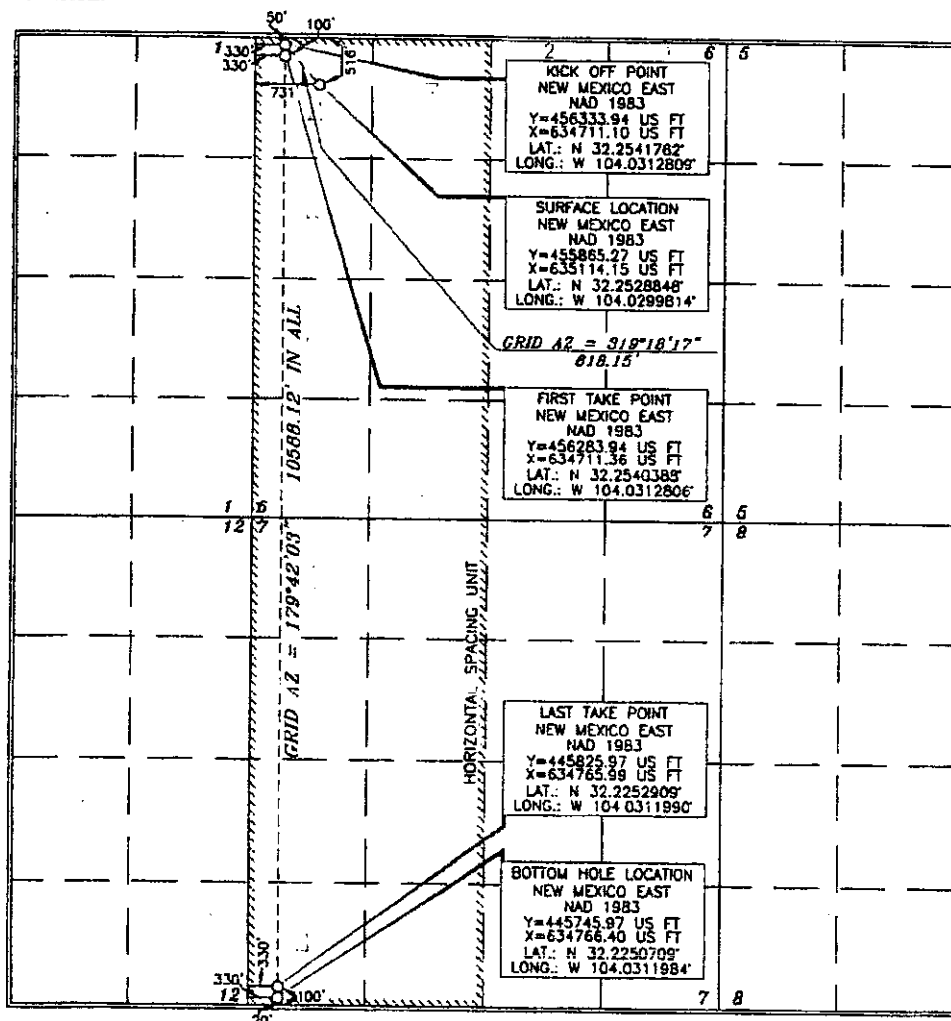 50'
100'
1
330'
330'
516'
731'
2
6
5
KICK OFF POINT
NEW MEXICO EAST
NAD 1983
Y=456333.94 US FT
X=634711.10 US FT
LAT.: N 32.2541762°
LONG.: W 104.0312809°
SURFACE LOCATION
NEW MEXICO EAST
NAD 1983
Y=455865.27 US FT
X=635114.15 US FT
LAT.: N 32.2528848°
LONG.: W 104.0299814°
GRID AZ = 319°18'17"
618.15'
FIRST TAKE POINT
NEW MEXICO EAST
NAD 1983
Y=456283.94 US FT
X=634711.36 US FT
LAT.: N 32.2540388°
LONG.: W 104.0312806°
GRID AZ = 179°42'03" 10588.12' IN ALL
1
6
6
5
12
7
7
8
HORIZONTAL SPACING UNIT
LAST TAKE POINT
NEW MEXICO EAST
NAD 1983
Y=445825.97 US FT
X=634765.99 US FT
LAT.: N 32.2252909°
LONG.: W 104.0311990°
BOTTOM HOLE LOCATION
NEW MEXICO EAST
NAD 1983
Y=445745.97 US FT
X=634766.40 US FT
LAT.: N 32.2250709°
LONG.: W 104.0311984°
330'
330'
12
100'
20'
7
8